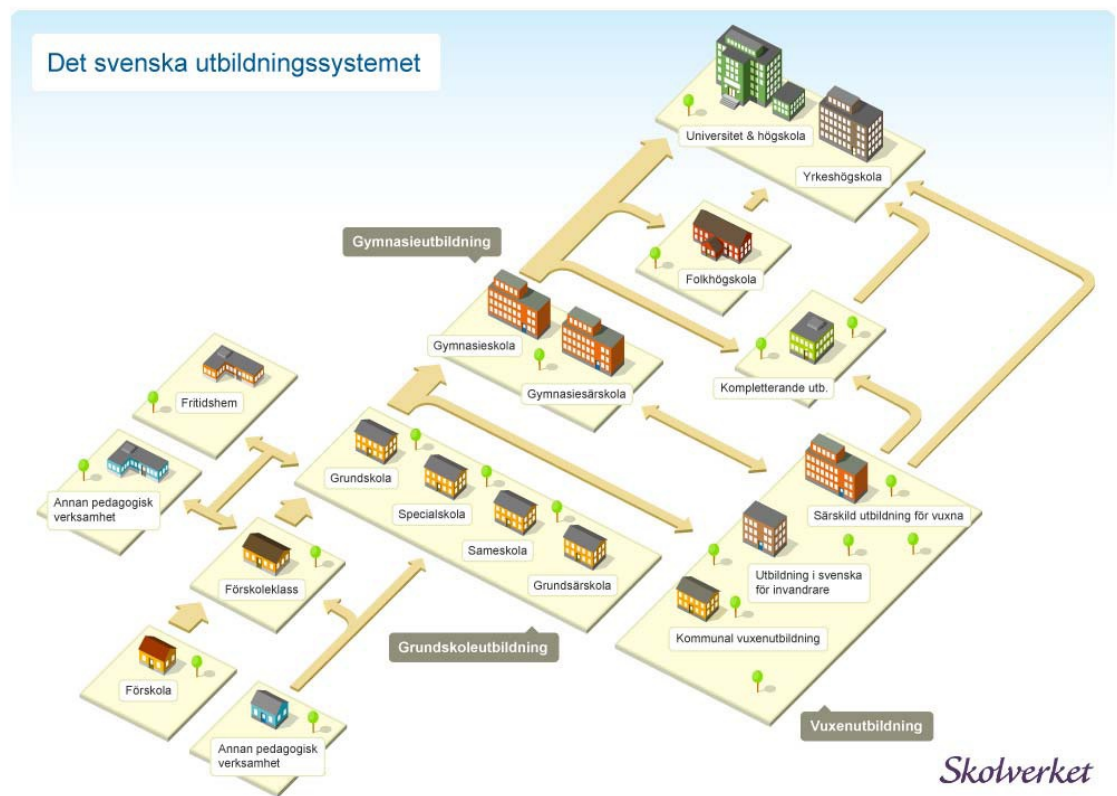 Det svenska utbildningssystemet
Universitet & högskola
Yrkeshögskola
Gymnasieutbildning
Folkhögskola
Gymnasieskola
Gymnasiesärskola
Kompletterande utb.
Fritidshem
Annan pedagogisk
verksamhet
Grundskola
Specialskola
Sameskola
Grundsärskola
Särskild utbildning för vuxna
Utbildning i svenska
för invandrare
Kommunal vuxenutbildning
Förskoleklass
Grundskoleutbildning
Förskola
Annan pedagogisk
verksamhet
Vuxenutbildning
Skolverket